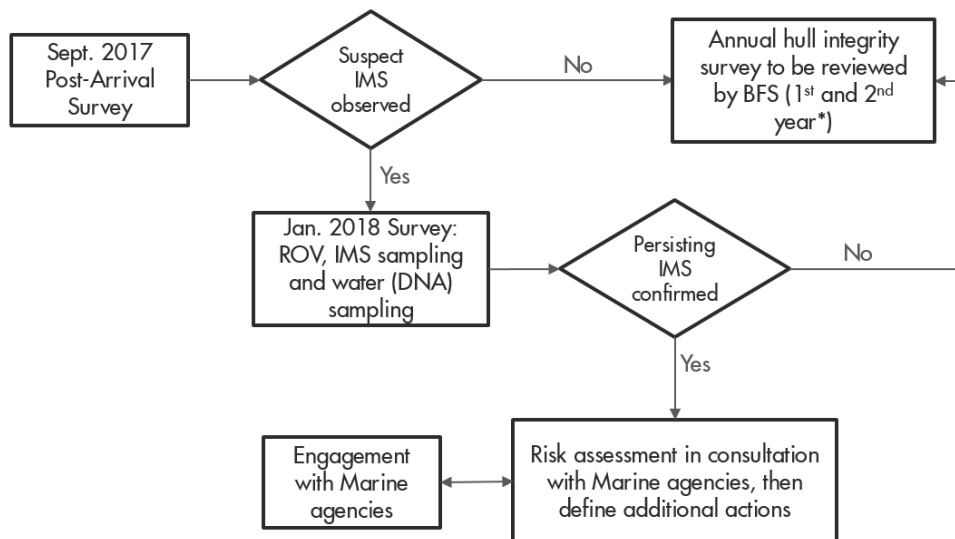 Sept. 2017
Post-Arrival
Survey
Suspect
IMS
observed
No
Annual hull integrity
survey to be reviewed
by BFS (1st and 2nd
year*)
Yes
Jan. 2018 Survey:
ROV, IMS sampling
and water (DNA)
sampling
Persisting
IMS
confirmed
No
Yes
Engagement
with Marine
agencies
Risk assessment in consultation
with Marine agencies, then
define additional actions